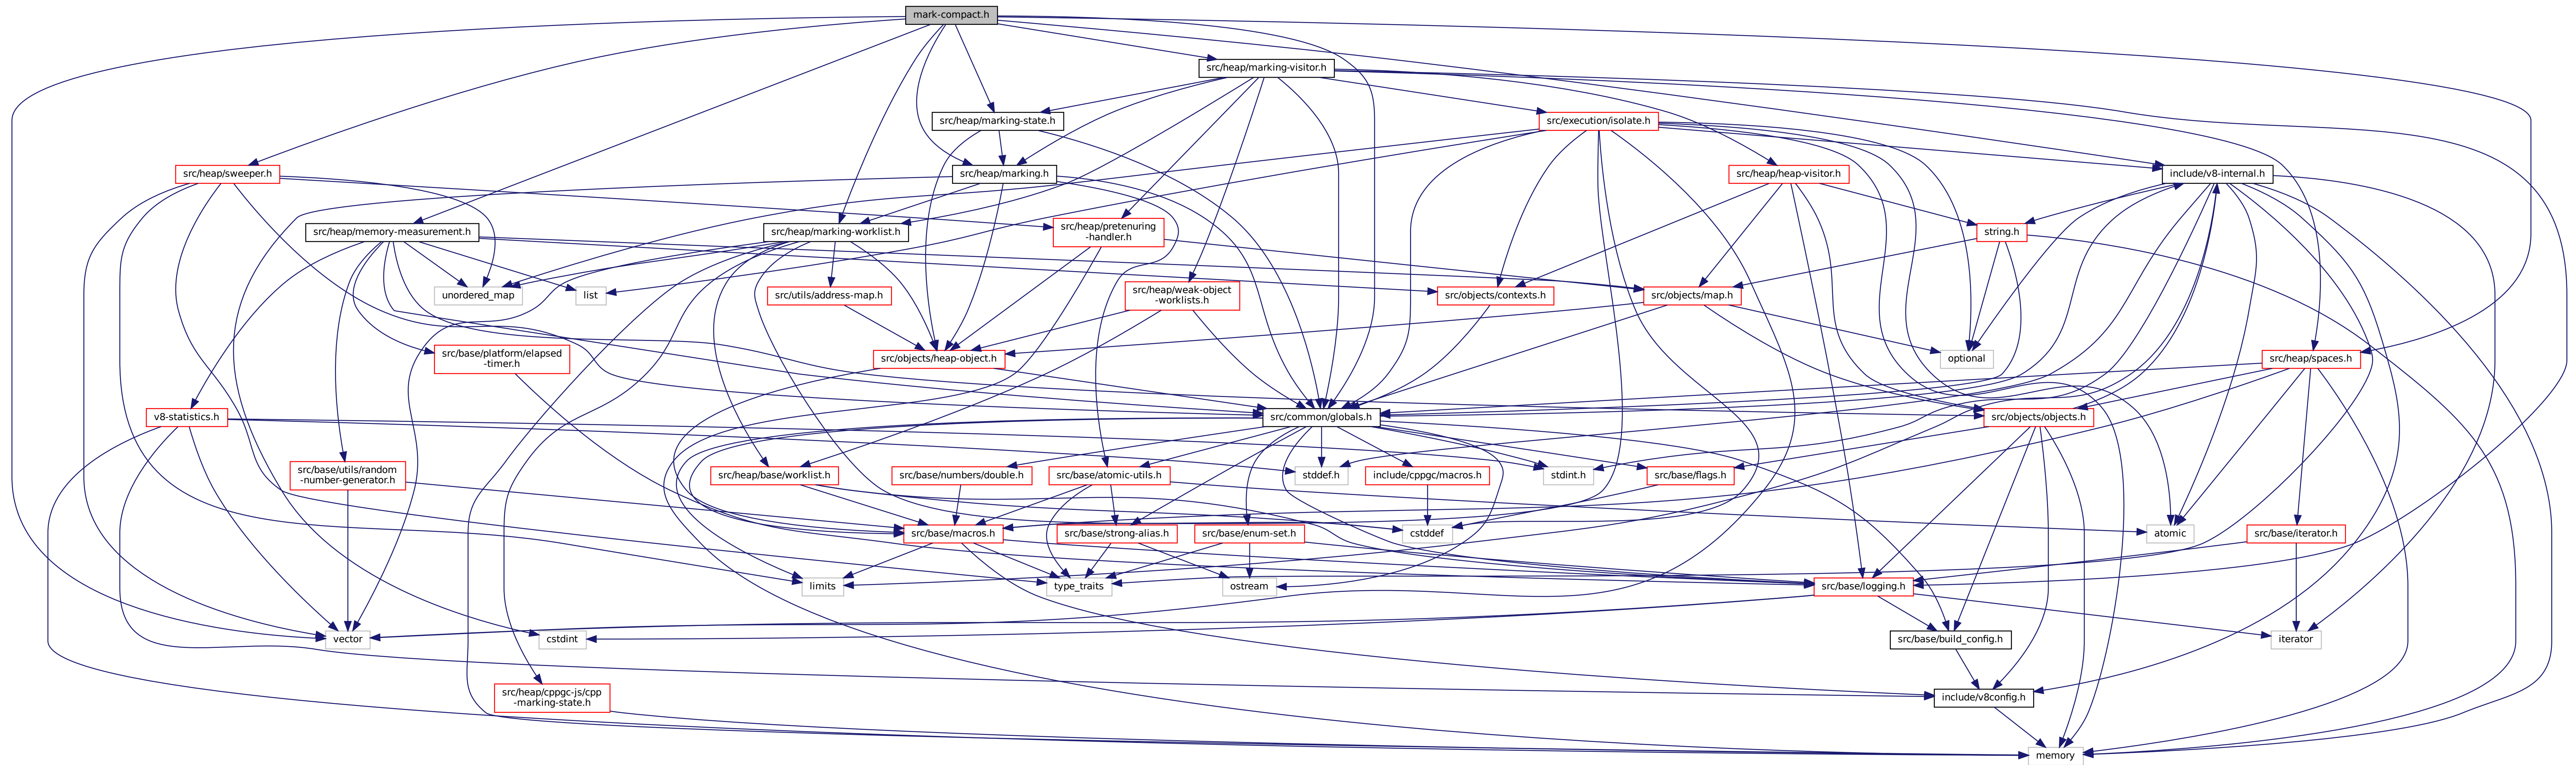 mark-compact.h
src/heap/marking-visitor.h
src/heap/marking-state.h
src/execution/isolate.h
src/heap/sweeper.h
src/heap/marking.h
src/heap/heap-visitor.h
include/v8-internal.h
src/heap/memory-measurement.h
src/heap/marking-worklist.h
src/heap/pretenuring
-handler.h
string.h
unordered_map
list
src/utils/address-map.h
src/heap/weak-object
-worklists.h
src/objects/contexts.h
src/objects/map.h
src/base/platform/elapsed
-timer.h
src/objects/heap-object.h
optional
src/heap/spaces.h
v8-statistics.h
src/common/globals.h
src/objects/objects.h
src/base/utils/random
-number-generator.h
src/heap/base/worklist.h
src/base/numbers/double.h
src/base/atomic-utils.h
stddef.h
include/cppgc/macros.h
stdint.h
src/base/flags.h
src/base/macros.h
src/base/strong-alias.h
src/base/enum-set.h
cstddef
atomic
src/base/iterator.h
limits
type_traits
ostream
src/base/logging.h
vector
cstdint
src/base/build_config.h
iterator
src/heap/cppgc-js/cpp
-marking-state.h
include/v8config.h
memory